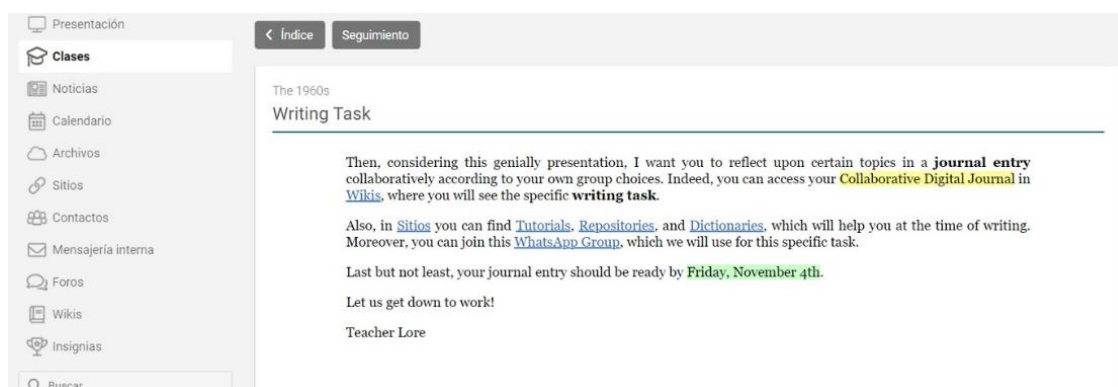 Presentación
Clases
Noticias
Calendario
Archivos
Sitios
Contactos
Mensajería interna
Foros
Wikis
Insignias
Buscar
Índice
Seguimiento
The 1960s
Writing Task
Then, considering this genially presentation, I want you to reflect upon certain topics in a journal entry
collaboratively according to your own group choices. Indeed, you can access your Collaborative Digital Journal in
Wikis, where you will see the specific writing task.
Also, in Sitios you can find Tutorials, Repositories, and Dictionaries, which will help you at the time of writing.
Moreover, you can join this WhatsApp Group, which we will use for this specific task.
Last but not least, your journal entry should be ready by Friday, November 4th.
Let us get down to work!
Teacher Lore